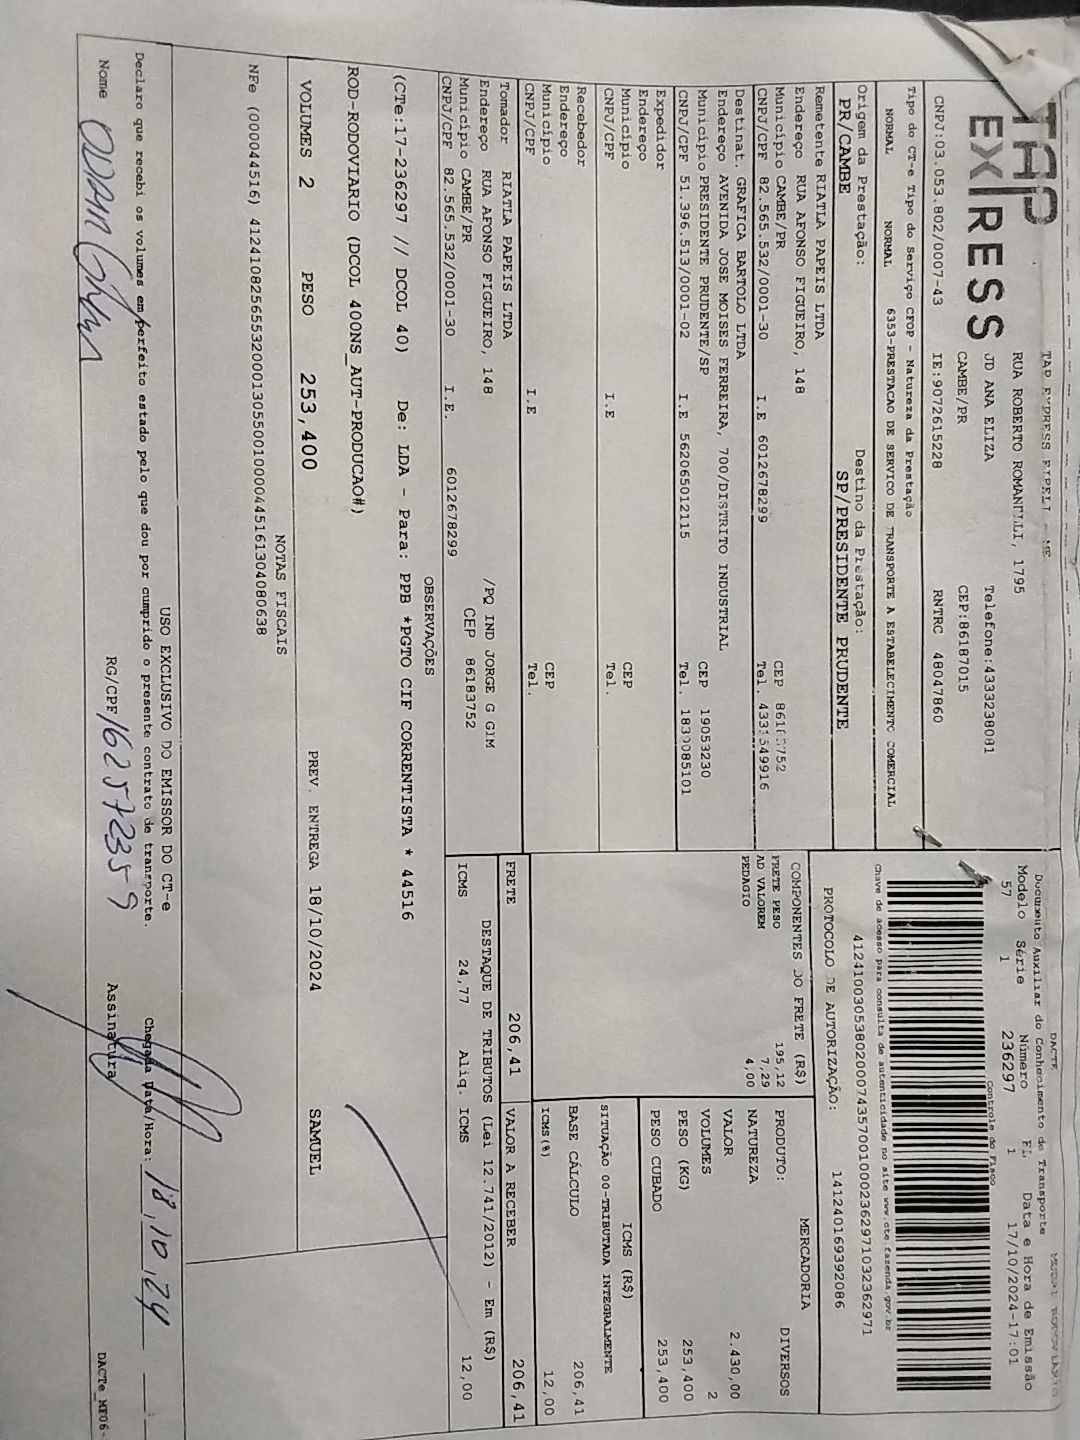 TAP
EXPRESS
TAP EXPRESS EIRELI - ME
RUA ROBERTO ROMANELLI, 1795
JD ANA ELIZA Telefone:4333238081
CAMBE/PR CEP:86187015
CNPJ:03.053.802/0007-43 IE:9072615228 RNTRC 48047860
Tipo do CT-e Tipo do Serviço CFOP - Natureza da Prestação
NORMAL NORMAL 6353-PRESTACAO DE SERVICO DE TRANSPORTE A ESTABELECIMENTO COMERCIAL
Origem da Prestação: Destino da Prestação:
PR/CAMBE SP/PRESIDENTE PRUDENTE
Remetente RIATLA PAPEIS LTDA
Endereço RUA AFONSO FIGUEIRO, 148
Município CAMBE/PR CEP 86183752
CNPJ/CPF 82.565.532/0001-30 I.E 6012678299 Tel. 4331549916
Destinat. GRAFICA BARTOLO LTDA
Endereço AVENIDA JOSE MOISES FERREIRA, 700/DISTRITO INDUSTRIAL
Município PRESIDENTE PRUDENTE/SP CEP 19053230
CNPJ/CPF 51.396.513/0001-02 I.E 562065012115 Tel. 1839085101
Expedidor
Endereço
Município CEP
CNPJ/CPF I.E Tel.
Recebedor
Endereço
Município CEP
CNPJ/CPF I.E Tel.
Tomador RIATLA PAPEIS LTDA
Endereço RUA AFONSO FIGUEIRO, 148 /PQ IND JORGE G GIM
Município CAMBE/PR CEP 86183752
CNPJ/CPF 82.565.532/0001-30 I.E. 6012678299
DACTE
Documento Auxiliar do Conhecimento de Transporte
Modelo Série Número FL Data e Hora de Emissão
57 1 236297 1 17/10/2024-17:01
Controle do Fisco
Chave de acesso para consulta de autenticidade no site www.cte.fazenda.gov.br
41241003053802000743570010002362971032362971
PROTOCOLO DE AUTORIZAÇÃO: 141240169392086
COMPONENTES DO FRETE (R$)
FRETE PESO 195,12
AD VALOREM 7,29
PEDAGIO 4,00
MERCADORIA
PRODUTO: DIVERSOS
NATUREZA
VALOR 2.430,00
VOLUMES 2
PESO (KG) 253,400
PESO CUBADO 253,400
ICMS (R$)
SITUAÇÃO 00-TRIBUTADA INTEGRALMENTE
BASE CÁLCULO 206,41
ICMS(%) 12,00
FRETE 206,41 VALOR A RECEBER 206,41
DESTAQUE DE TRIBUTOS (Lei 12.741/2012) - Em (R$)
ICMS 24,77 Aliq. ICMS 12,00
OBSERVAÇÕES
(CTe:17-236297 // DCOL 40) De: LDA - Para: PPB *PGTO CIF CORRENTISTA * 44516
ROD-RODOVIARIO (DCOL 400NS_AUT-PRODUCAO#)
VOLUMES 2 PESO 253,400 PREV. ENTREGA 18/10/2024 SAMUEL
NOTAS FISCAIS
NFe (000044516) 41241082565532000130550010000445161304080638
USO EXCLUSIVO DO EMISSOR DO CT-e
Declaro que recebi os volumes em perfeito estado pelo que dou por cumprido o presente contrato de transporte.
Chegada Data/Hora: 18,10,24
Nome RG/CPF 162572359 Assinatura
DACTe_MF06-